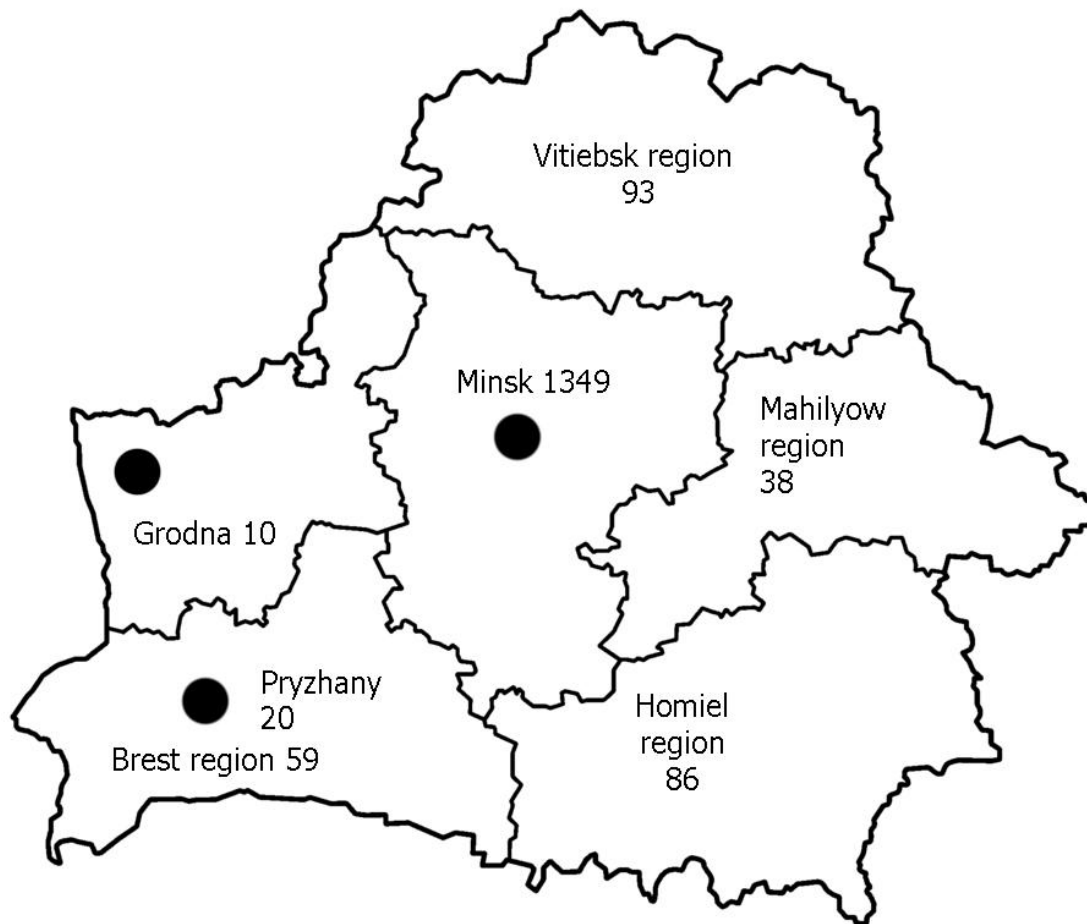 Vitiebsk region
93
Minsk 1349
Mahilyow
region
38
Grodna 10
Pryzhany
20
Brest region 59
Homiel
region
86